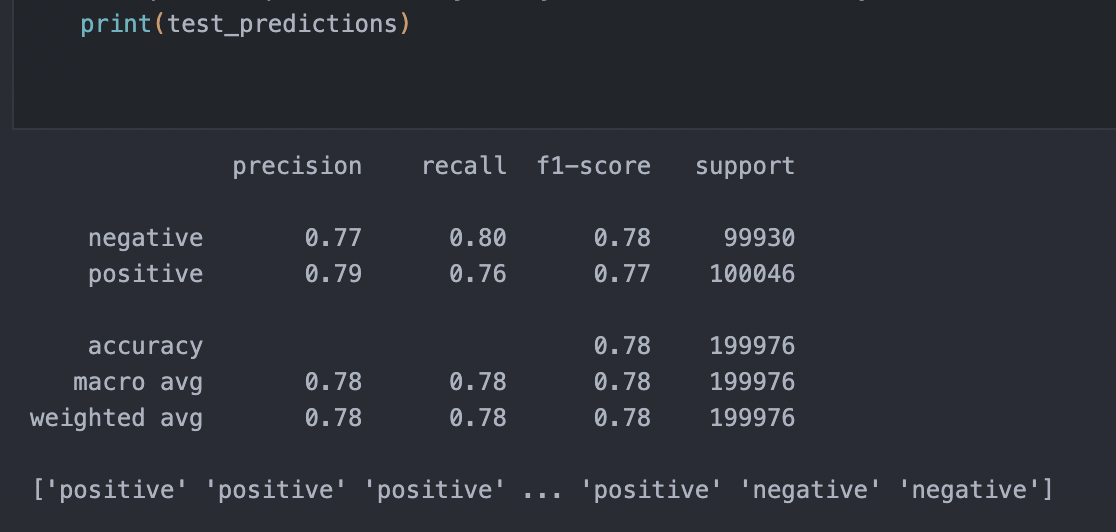 print(test_predictions)
precision recall f1-score support
negative 0.77 0.80 0.78 99930
positive 0.79 0.76 0.77 100046
accuracy 0.78 199976
macro avg 0.78 0.78 0.78 199976
weighted avg 0.78 0.78 0.78 199976
['positive' 'positive' 'positive' ... 'positive' 'negative' 'negative']